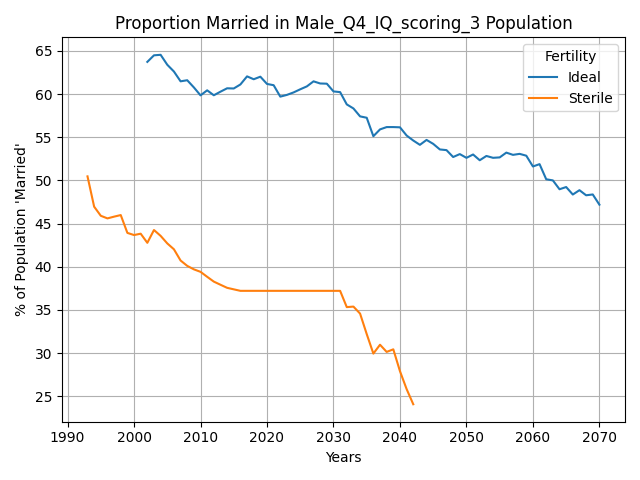 Proportion Married in Male_Q4_IQ_scoring_3 Population
% of Population 'Married'
65
60
55
50
45
40
35
30
25
Fertility
Ideal
Sterile
1990 2000 2010 2020 2030 2040 2050 2060 2070
Years